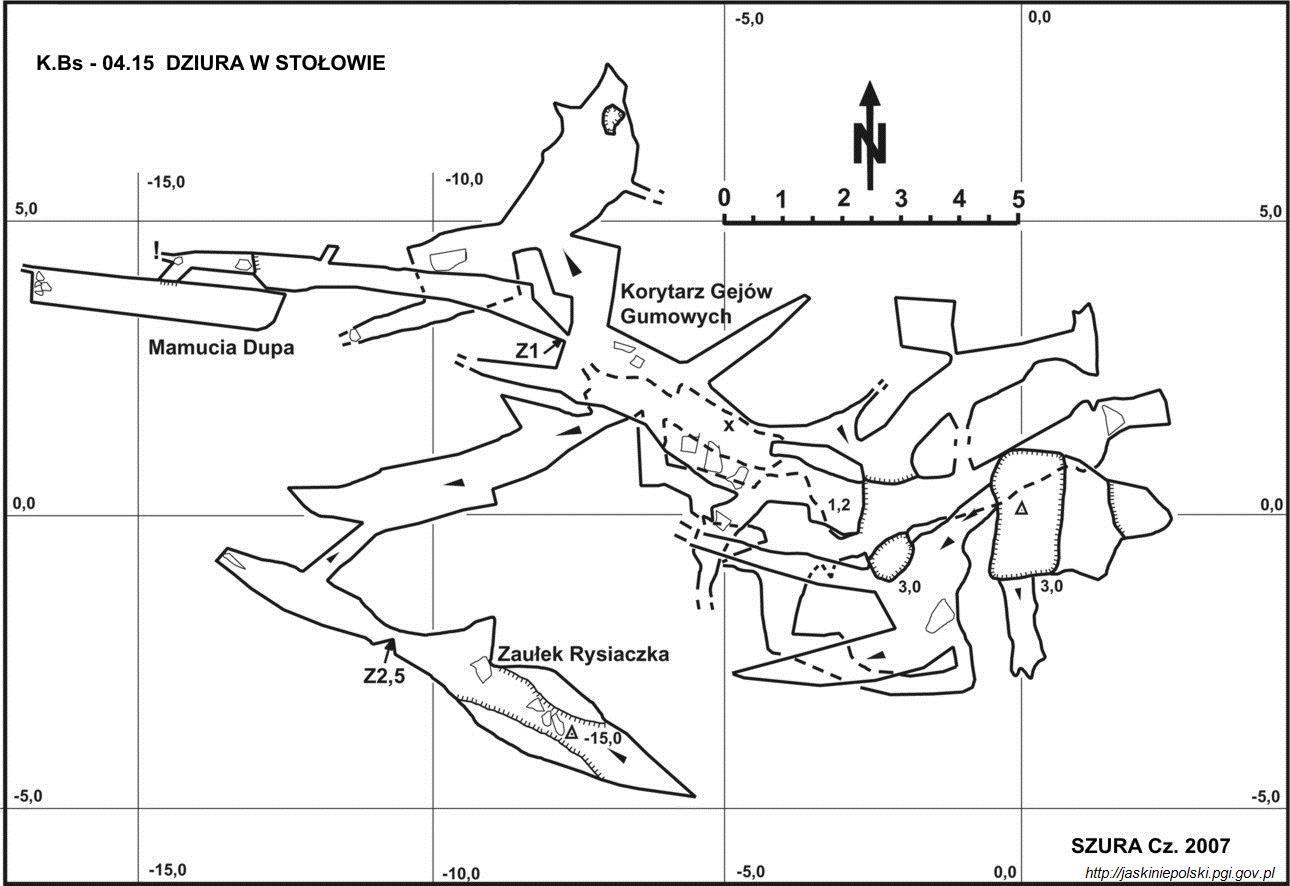 -5,0
0,0
K.Bs - 04.15 DZIURA W STOŁOWIE
N
-15,0
-10,0
0 1 2 3 4 5
5,0
5,0
!
Korytarz Gejów
Gumowych
Mamucia Dupa
Z1
x
1,2
0,0
0,0
3,0
3,0
Zaułek Rysiaczka
Z2,5
-15,0
-5,0
-5,0
SZURA Cz. 2007
-15,0
-10,0
-5,0
0,0
http://jaskiniepolski.pgi.gov.pl